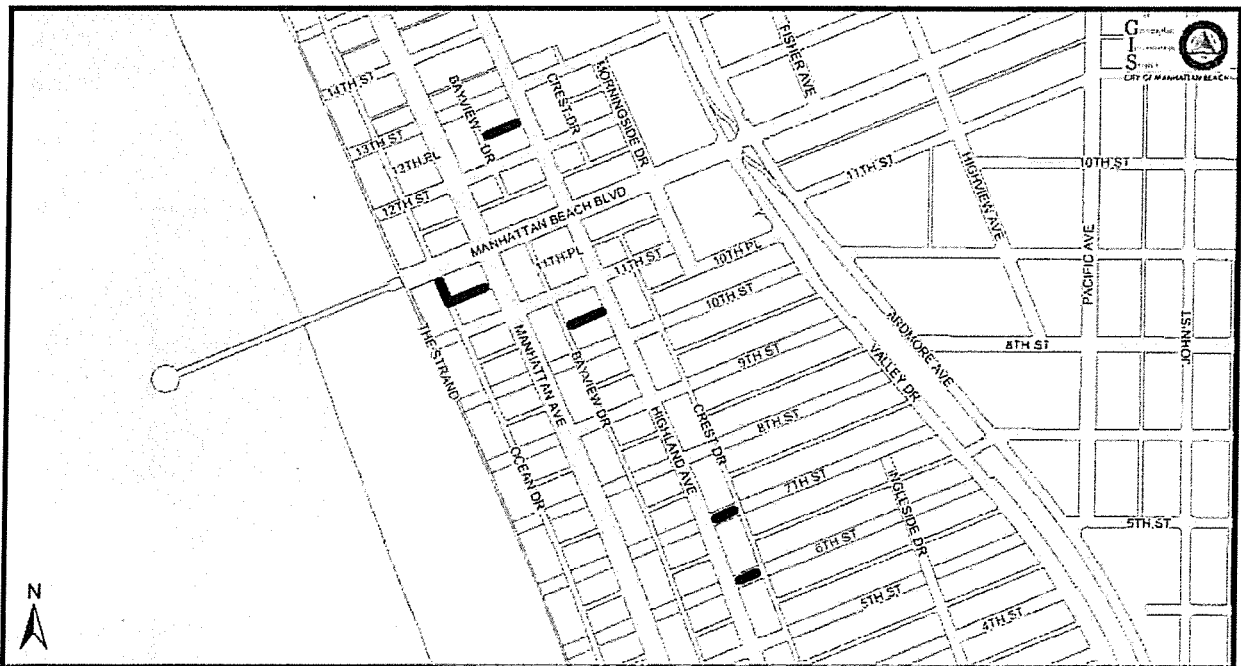 G
I
S
CITY OF MANHATTAN BEACH
FISHER AVE
14TH ST
BAYVIEW DR
CREST DR
MORNINGSIDE DR
13TH ST
12TH PL
12TH ST
MANHATTAN BEACH BLVD
11TH ST
HIGHVIEW AVE
10TH ST
PACIFIC AVE
JOHN ST
11TH PL
11TH ST
10TH PL
10TH ST
THE STRAND
MANHATTAN AVE
BAYVIEW DR
9TH ST
VALLEY DR
ARDMORE AVE
8TH ST
HIGHLAND AVE
CREST DR
8TH ST
OCEAN DR
7TH ST
INGLESIDE DR
6TH ST
5TH ST
5TH ST
4TH ST
N